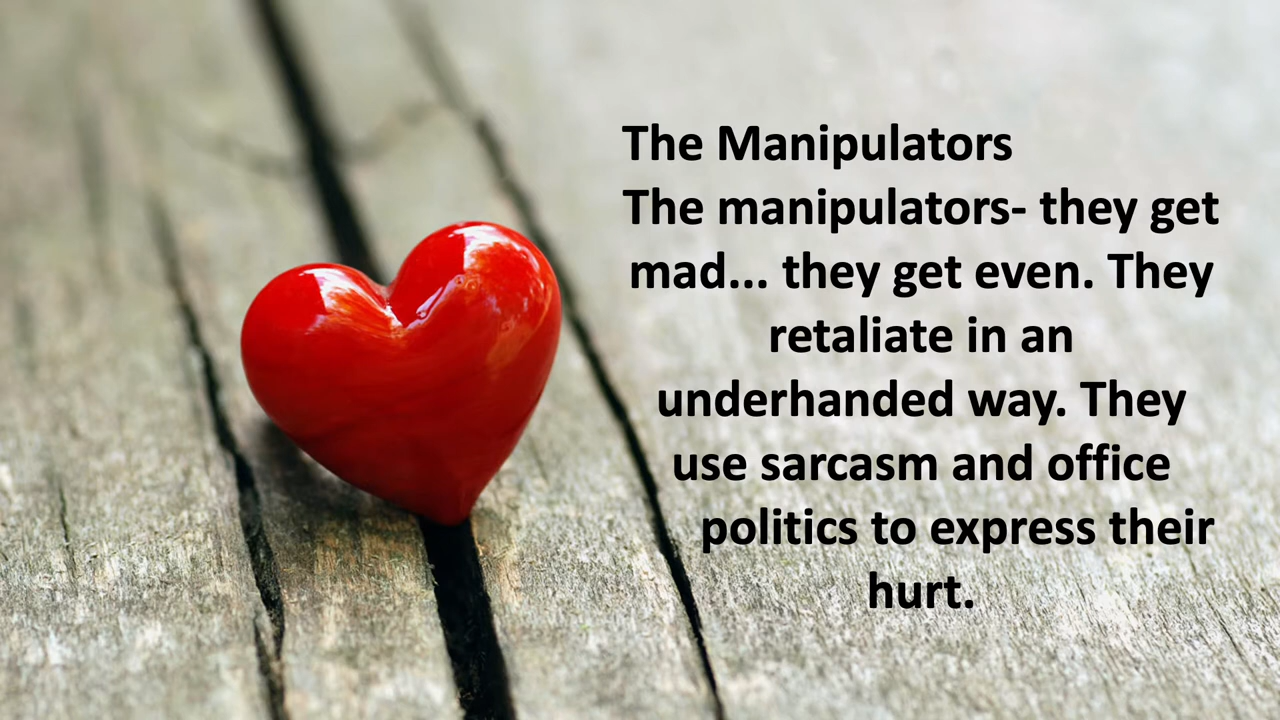 The Manipulators
The manipulators- they get
mad... they get even. They
retaliate in an
underhanded way. They
use sarcasm and office
politics to express their
hurt.